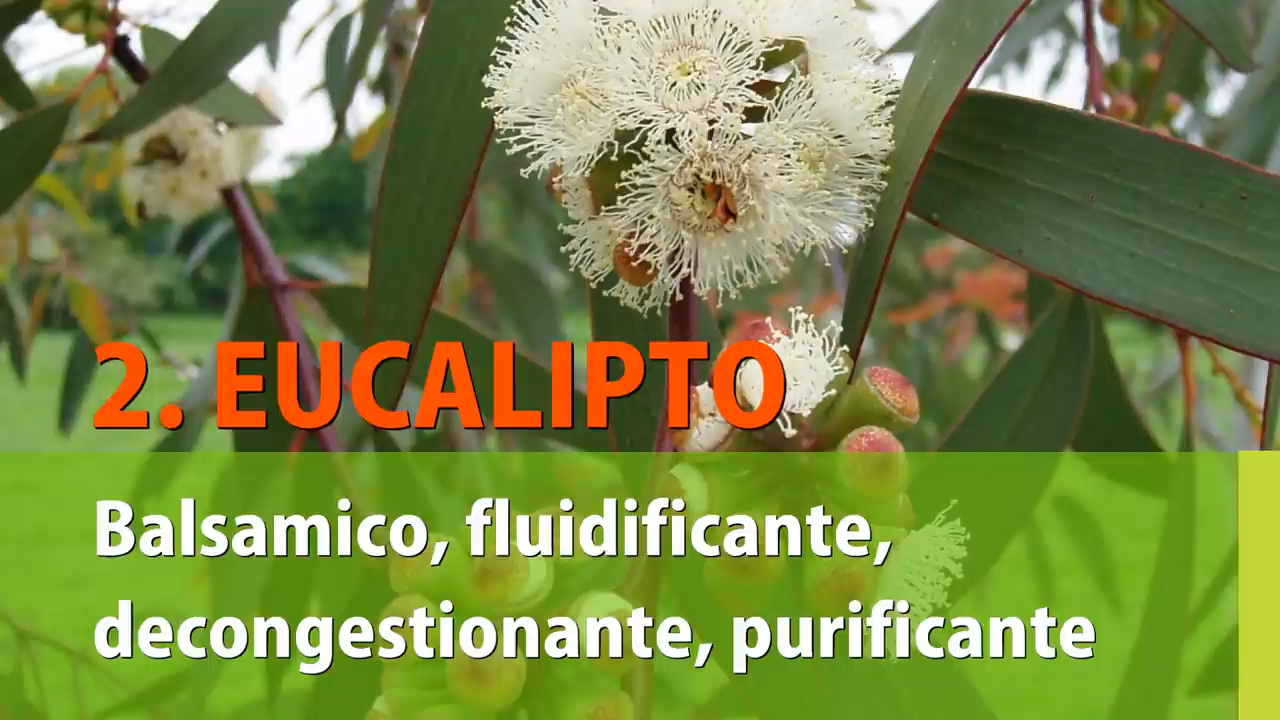 2. EUCALIPTO
Balsamico, fluidificante,
decongestionante, purificante